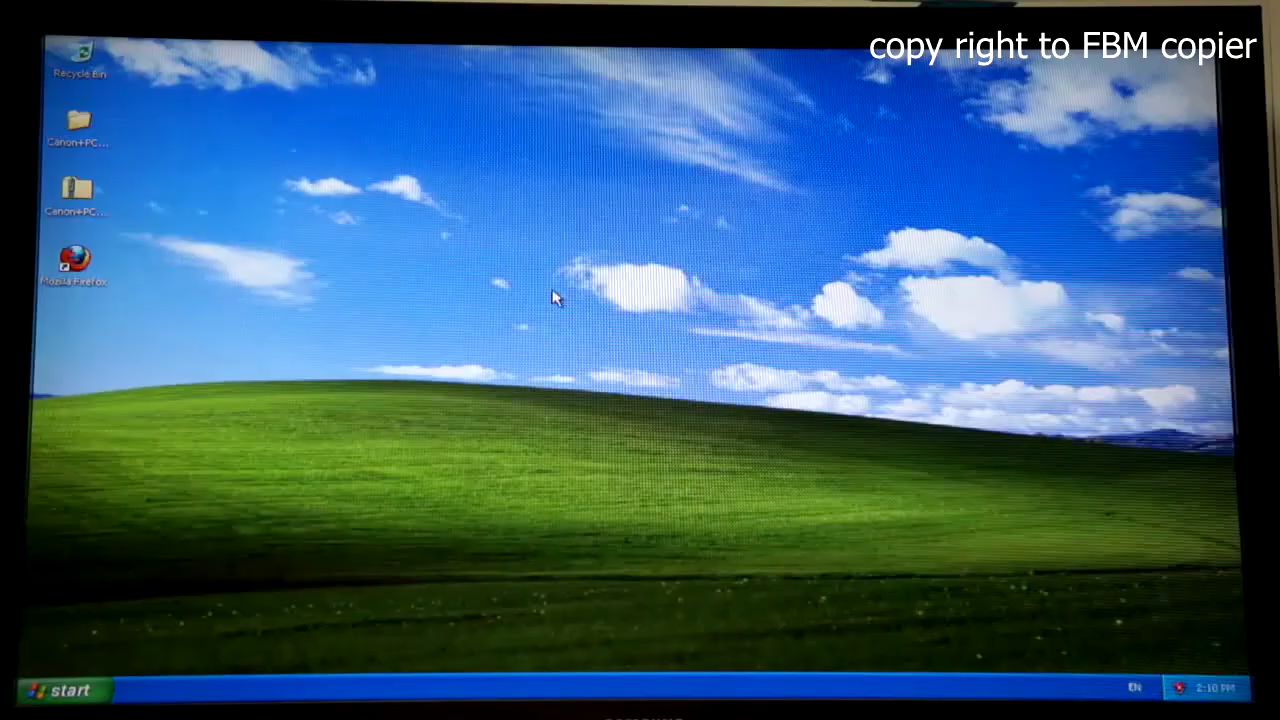 copy right to FBM copier
Recycle Bin
Canon+PC...
Canon+PC...
Mozilla Firefox
start
EN
2:10 PM